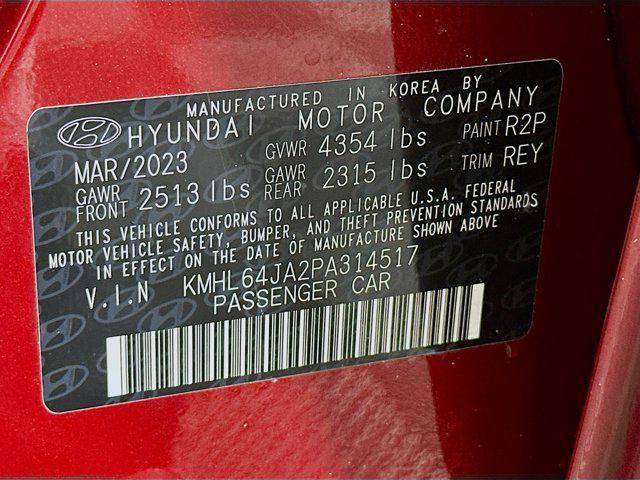 MANUFACTURED IN KOREA BY
HYUNDAI MOTOR COMPANY
MAR/2023 GVWR 4354 lbs PAINT R2P
GAWR FRONT 2513 lbs GAWR REAR 2315 lbs TRIM REY
THIS VEHICLE CONFORMS TO ALL APPLICABLE U.S.A. FEDERAL
MOTOR VEHICLE SAFETY, BUMPER, AND THEFT PREVENTION STANDARDS
IN EFFECT ON THE DATE OF MANUFACTURE SHOWN ABOVE
V.I.N KMHL64JA2PA314517
PASSENGER CAR